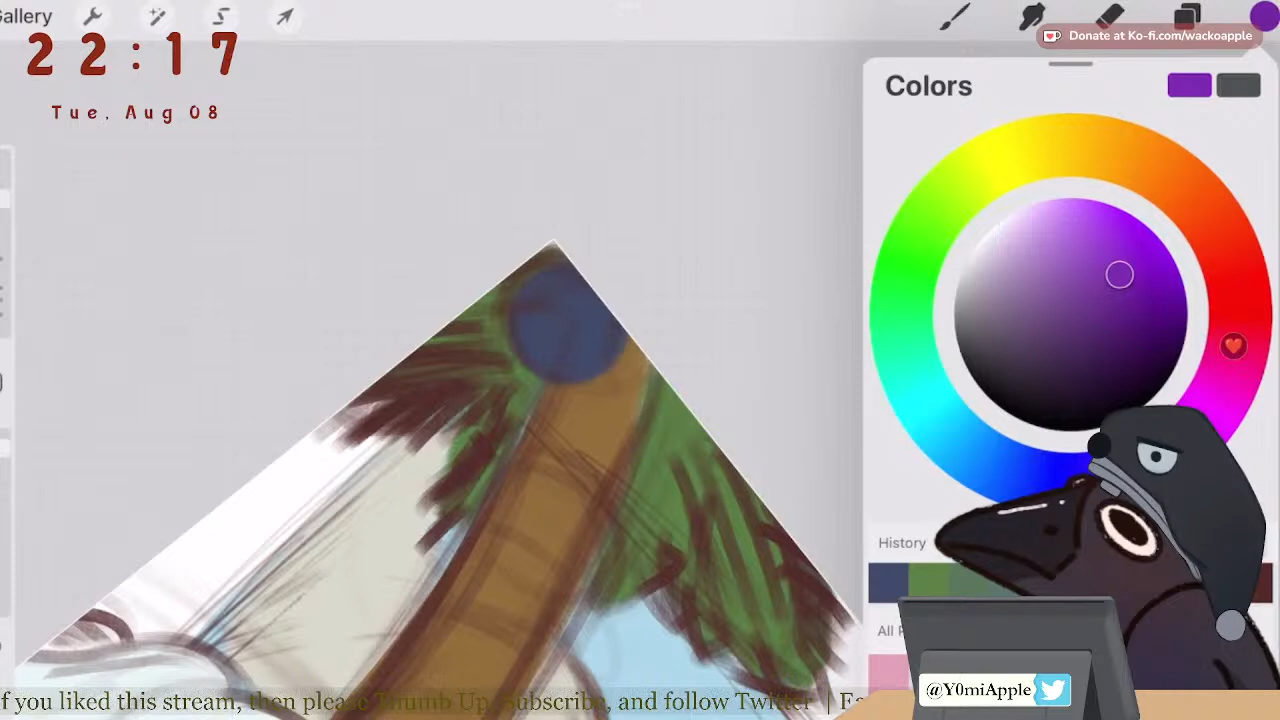 Gallery
22:17
Tue, Aug 08
Donate at Ko-fi.com/wackoapple
Colors
History
All
@Y0miApple
f you liked this stream, then please Thumb Up, Subscribe, and follow Twitter |